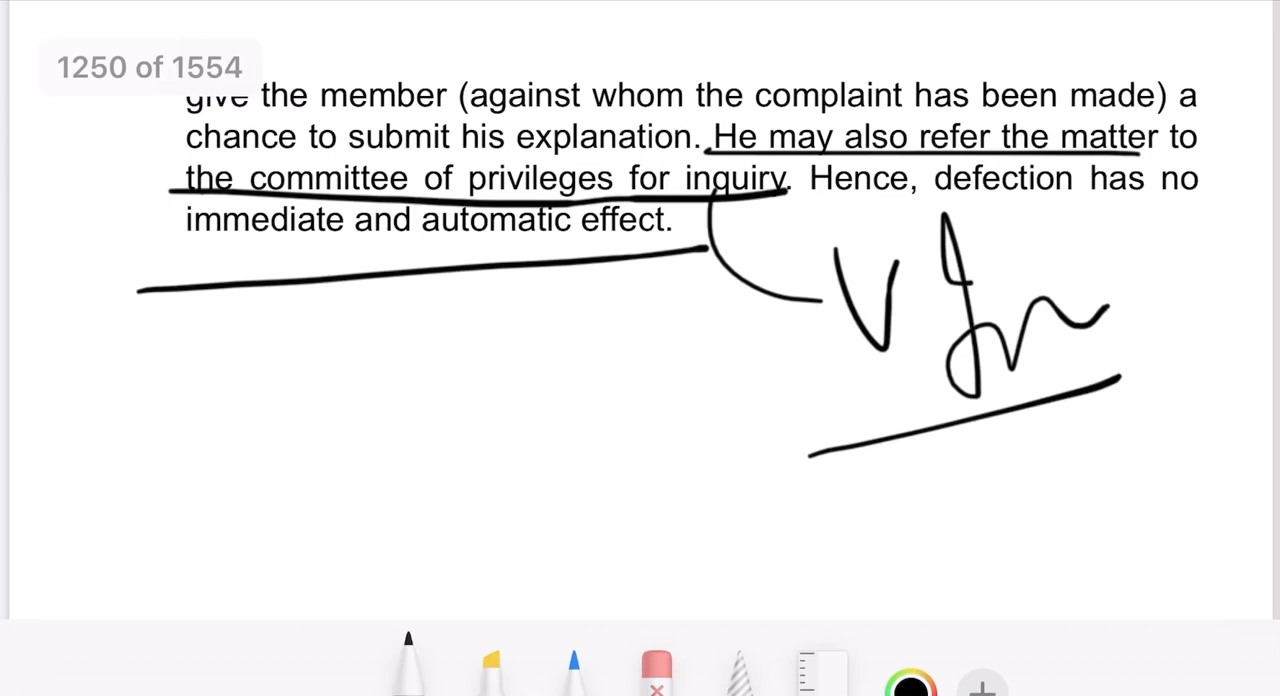 1250 of 1554
give the member (against whom the complaint has been made) a
chance to submit his explanation. He may also refer the matter to
the committee of privileges for inquiry. Hence, defection has no
immediate and automatic effect.